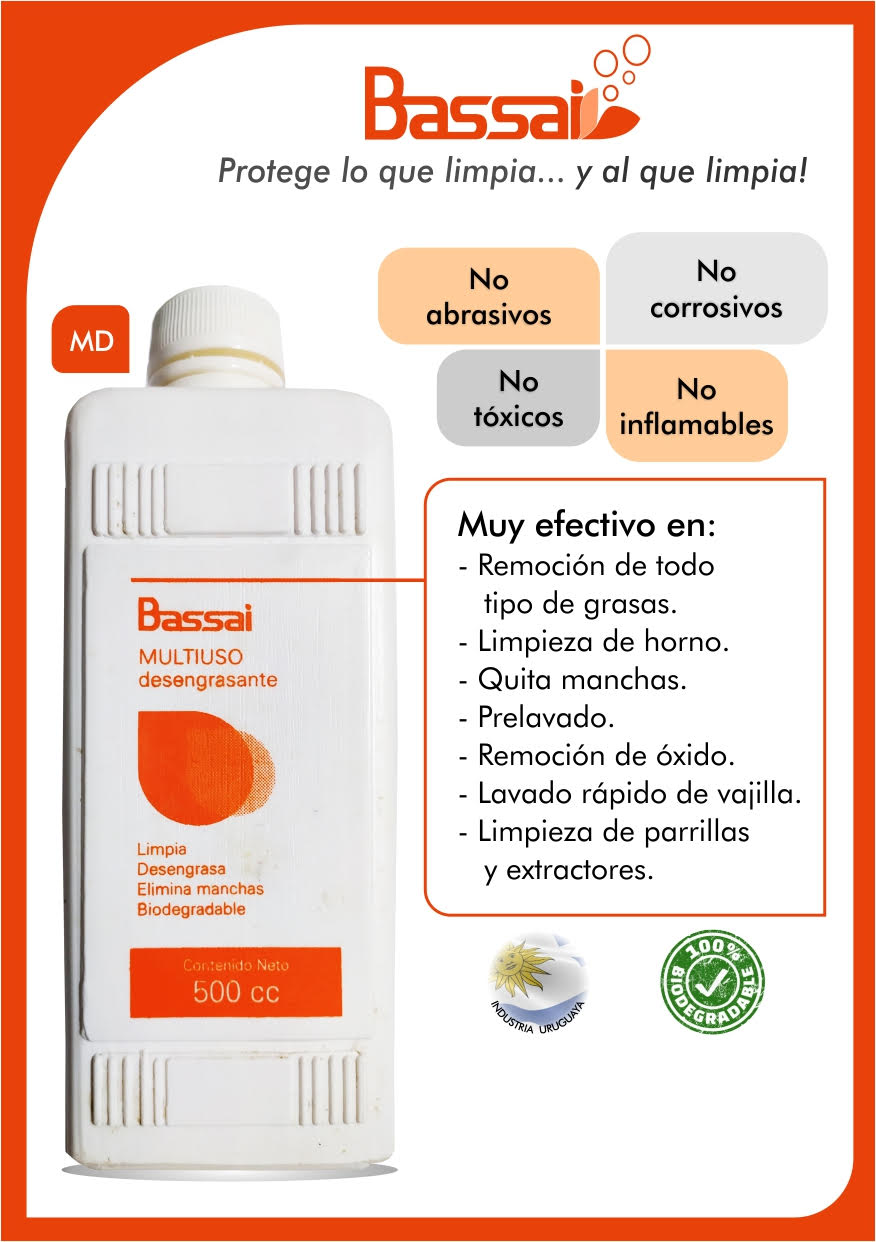 Bassai
Protege lo que limpia... y al que limpia!
No
abrasivos
No
corrosivos
No
tóxicos
No
inflamables
MD
Muy efectivo en:
- Remoción de todo
tipo de grasas.
- Limpieza de horno.
- Quita manchas.
- Prelavado.
- Remoción de óxido.
- Lavado rápido de vajilla.
- Limpieza de parrillas
y extractores.
Bassai
MULTIUSO
desengrasante
Limpia
Desengrasa
Elimina manchas
Biodegradable
Contenido Neto
500 cc
INDUSTRIA URUGUAYA
100%
BIODEGRADABLE